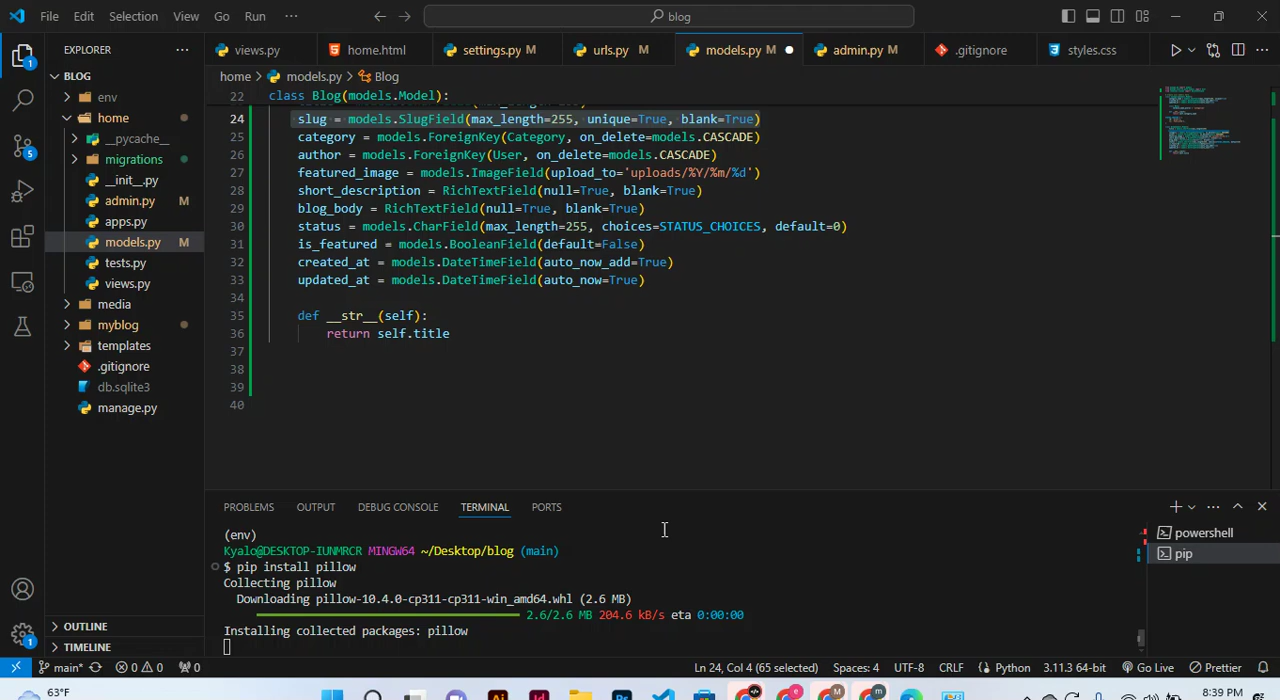 File Edit Selection View Go Run ··· blog
EXPLORER ···
views.py home.html settings.py M urls.py M models.py M admin.py M .gitignore styles.css ···
BLOG
env
home
__pycache__
migrations
__init__.py
admin.py M
apps.py
models.py M
tests.py
views.py
media
myblog
templates
.gitignore
db.sqlite3
manage.py
OUTLINE
TIMELINE
home > models.py > Blog
22 class Blog(models.Model):
24 slug = models.SlugField(max_length=255, unique=True, blank=True)
25 category = models.ForeignKey(Category, on_delete=models.CASCADE)
26 author = models.ForeignKey(User, on_delete=models.CASCADE)
27 featured_image = models.ImageField(upload_to='uploads/%Y/%m/%d')
28 short_description = RichTextField(null=True, blank=True)
29 blog_body = RichTextField(null=True, blank=True)
30 status = models.CharField(max_length=255, choices=STATUS_CHOICES, default=0)
31 is_featured = models.BooleanField(default=False)
32 created_at = models.DateTimeField(auto_now_add=True)
33 updated_at = models.DateTimeField(auto_now=True)
34
35 def __str__(self):
36 return self.title
37
38
39
40
PROBLEMS OUTPUT DEBUG CONSOLE TERMINAL PORTS
(env)
Kyalo@DESKTOP-IUNMRCR MINGW64 ~/Desktop/blog (main)
$ pip install pillow
Collecting pillow
Downloading pillow-10.4.0-cp311-cp311-win_amd64.whl (2.6 MB)
2.6/2.6 MB 204.6 kB/s eta 0:00:00
Installing collected packages: pillow
powershell
pip
main* 0 0 0 Ln 24, Col 4 (65 selected) Spaces: 4 UTF-8 CRLF Python 3.11.3 64-bit Go Live Prettier
63°F 8:39 PM